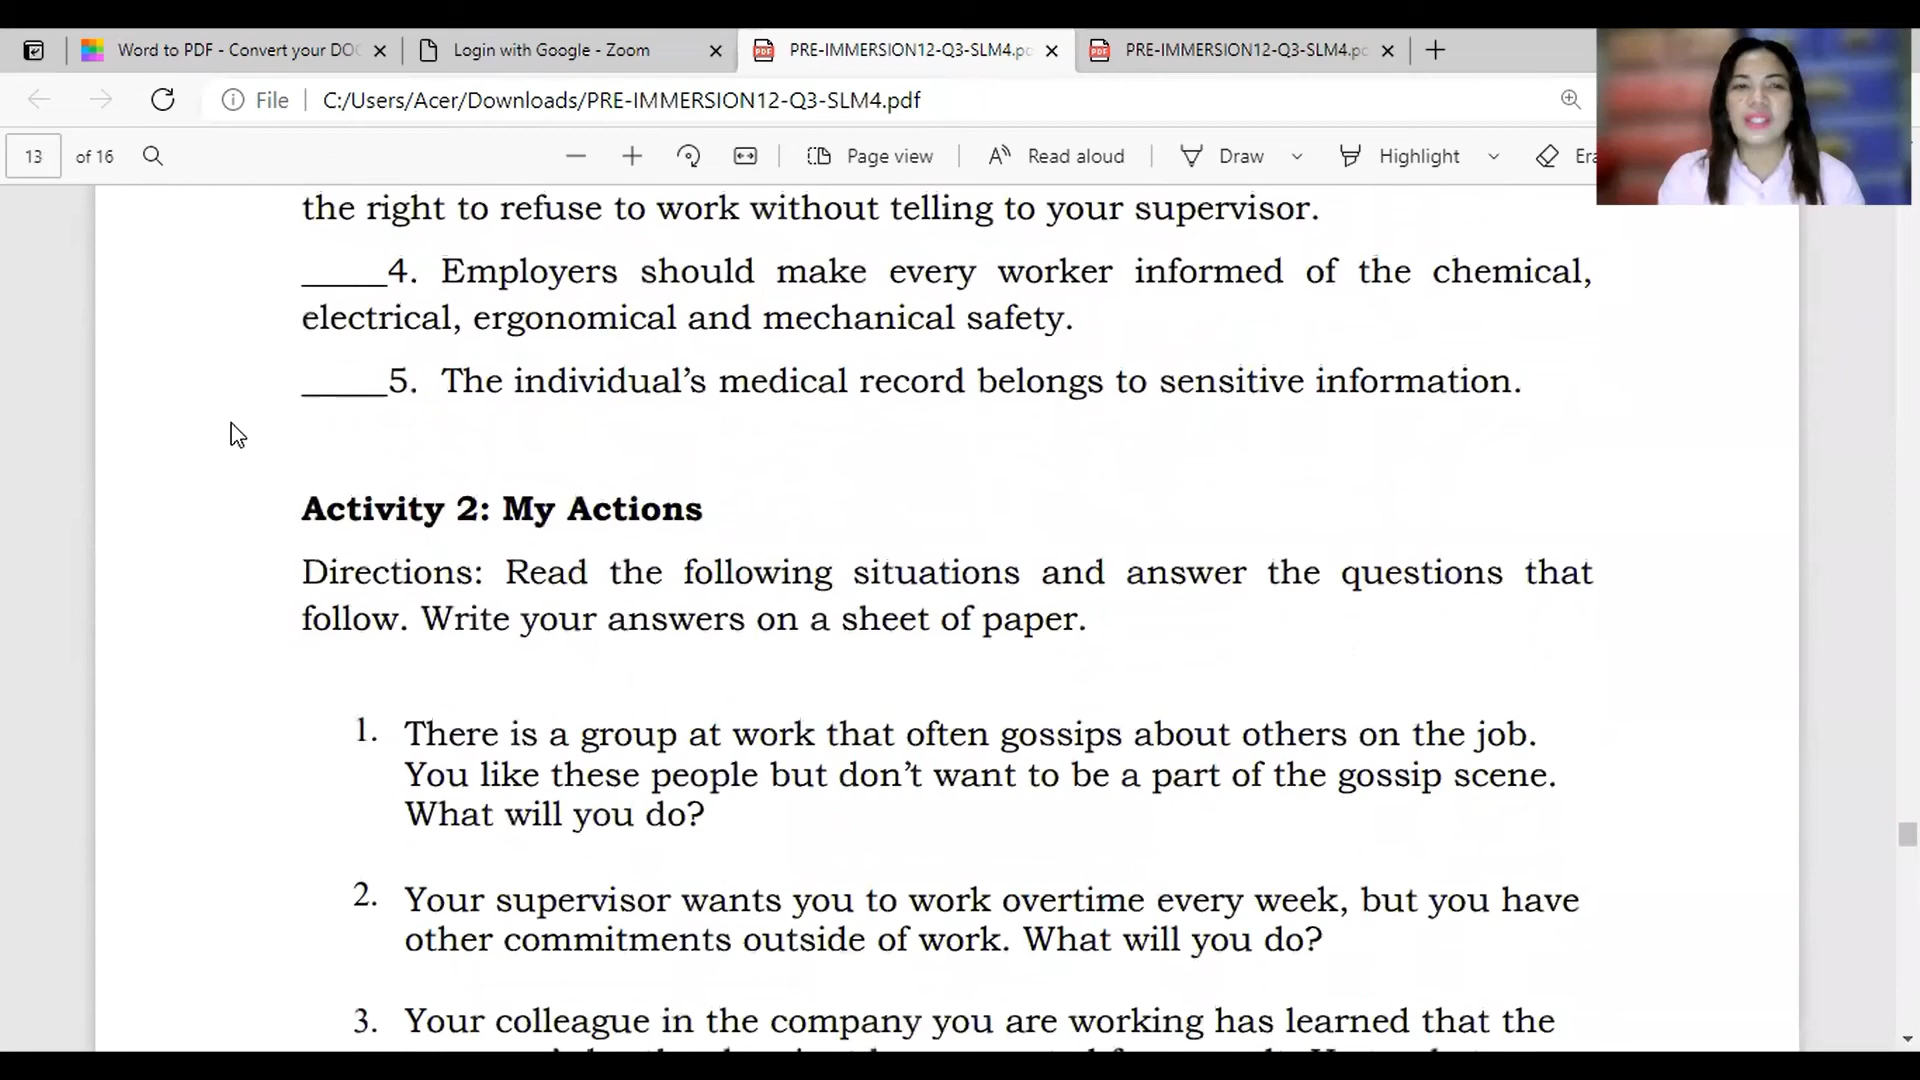 Word to PDF - Convert your DO
Login with Google - Zoom
PRE-IMMERSION12-Q3-SLM4.p
PRE-IMMERSION12-Q3-SLM4.p
File
C:/Users/Acer/Downloads/PRE-IMMERSION12-Q3-SLM4.pdf
13 of 16
Page view
Read aloud
Draw
Highlight
Era
the right to refuse to work without telling to your supervisor.
_____4. Employers should make every worker informed of the chemical,
electrical, ergonomical and mechanical safety.
_____5. The individual’s medical record belongs to sensitive information.
Activity 2: My Actions
Directions: Read the following situations and answer the questions that
follow. Write your answers on a sheet of paper.
1. There is a group at work that often gossips about others on the job.
You like these people but don’t want to be a part of the gossip scene.
What will you do?
2. Your supervisor wants you to work overtime every week, but you have
other commitments outside of work. What will you do?
3. Your colleague in the company you are working has learned that the